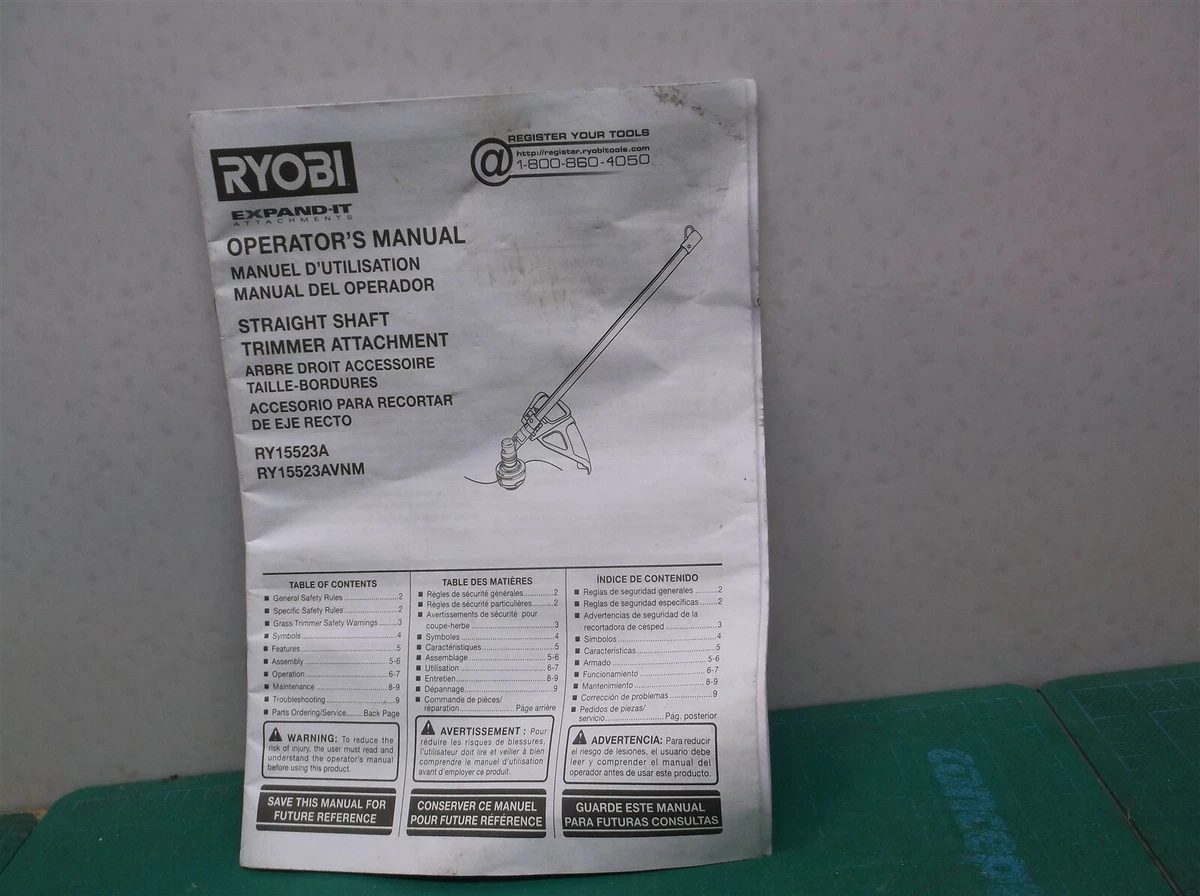 RYOBI
EXPAND-IT
ATTACHMENTS
REGISTER YOUR TOOLS
http://register.ryobitools.com
1-800-860-4050
OPERATOR'S MANUAL
MANUEL D'UTILISATION
MANUAL DEL OPERADOR
STRAIGHT SHAFT
TRIMMER ATTACHMENT
ARBRE DROIT ACCESSOIRE
TAILLE-BORDURES
ACCESORIO PARA RECORTAR
DE EJE RECTO
RY15523A
RY15523AVNM
TABLE OF CONTENTS
■ General Safety Rules ....................2
■ Specific Safety Rules ....................2
■ Grass Trimmer Safety Warnings .........3
■ Symbols ....................4
■ Features ....................5
■ Assembly ....................5-6
■ Operation ....................6-7
■ Maintenance ....................8-9
■ Troubleshooting ....................9
■ Parts Ordering/Service....... Back Page
WARNING: To reduce the
risk of injury, the user must read and
understand the operator's manual
before using this product.
SAVE THIS MANUAL FOR
FUTURE REFERENCE
TABLE DES MATIÈRES
■ Règles de sécurité générales ............2
■ Règles de sécurité particulières .........2
■ Avertissements de sécurité pour
coupe-herbe ....................3
■ Symboles ....................4
■ Caractéristiques ....................5
■ Assemblage ....................5-6
■ Utilisation ....................6-7
■ Entretien ....................8-9
■ Dépannage ....................9
■ Commande de pièces/
réparation .................... Page arrière
AVERTISSEMENT : Pour
réduire les risques de blessures,
l'utilisateur doit lire et veiller à bien
comprendre le manuel d'utilisation
avant d'employer ce produit.
CONSERVER CE MANUEL
POUR FUTURE RÉFÉRENCE
ÍNDICE DE CONTENIDO
■ Reglas de seguridad generales .........2
■ Reglas de seguridad específicas .......2
■ Advertencias de seguridad de la
recortadora de césped ....................3
■ Símbolos ....................4
■ Características ....................5
■ Armado ....................5-6
■ Funcionamiento ....................6-7
■ Mantenimiento ....................8-9
■ Corrección de problemas ................9
■ Pedidos de piezas/
servicio .................... Pág. posterior
ADVERTENCIA: Para reducir
el riesgo de lesiones, el usuario debe
leer y comprender el manual del
operador antes de usar este producto.
GUARDE ESTE MANUAL
PARA FUTURAS CONSULTAS